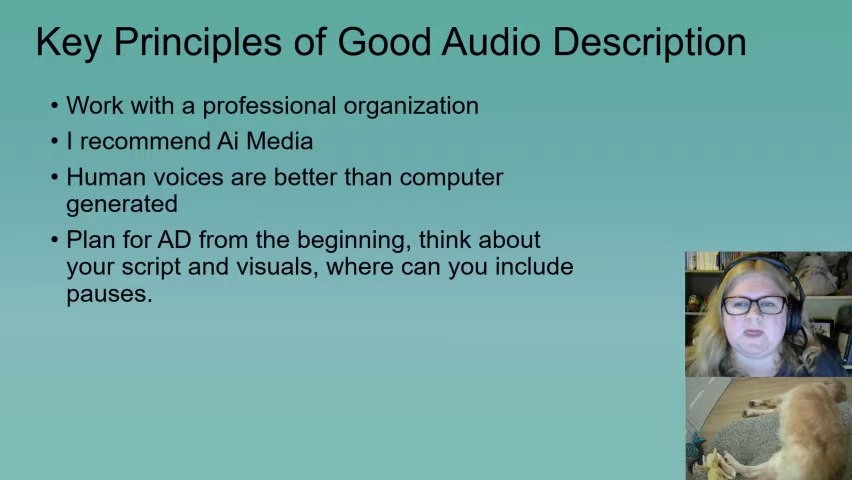 Key Principles of Good Audio Description
• Work with a professional organization
• I recommend Ai Media
• Human voices are better than computer
generated
• Plan for AD from the beginning, think about
your script and visuals, where can you include
pauses.